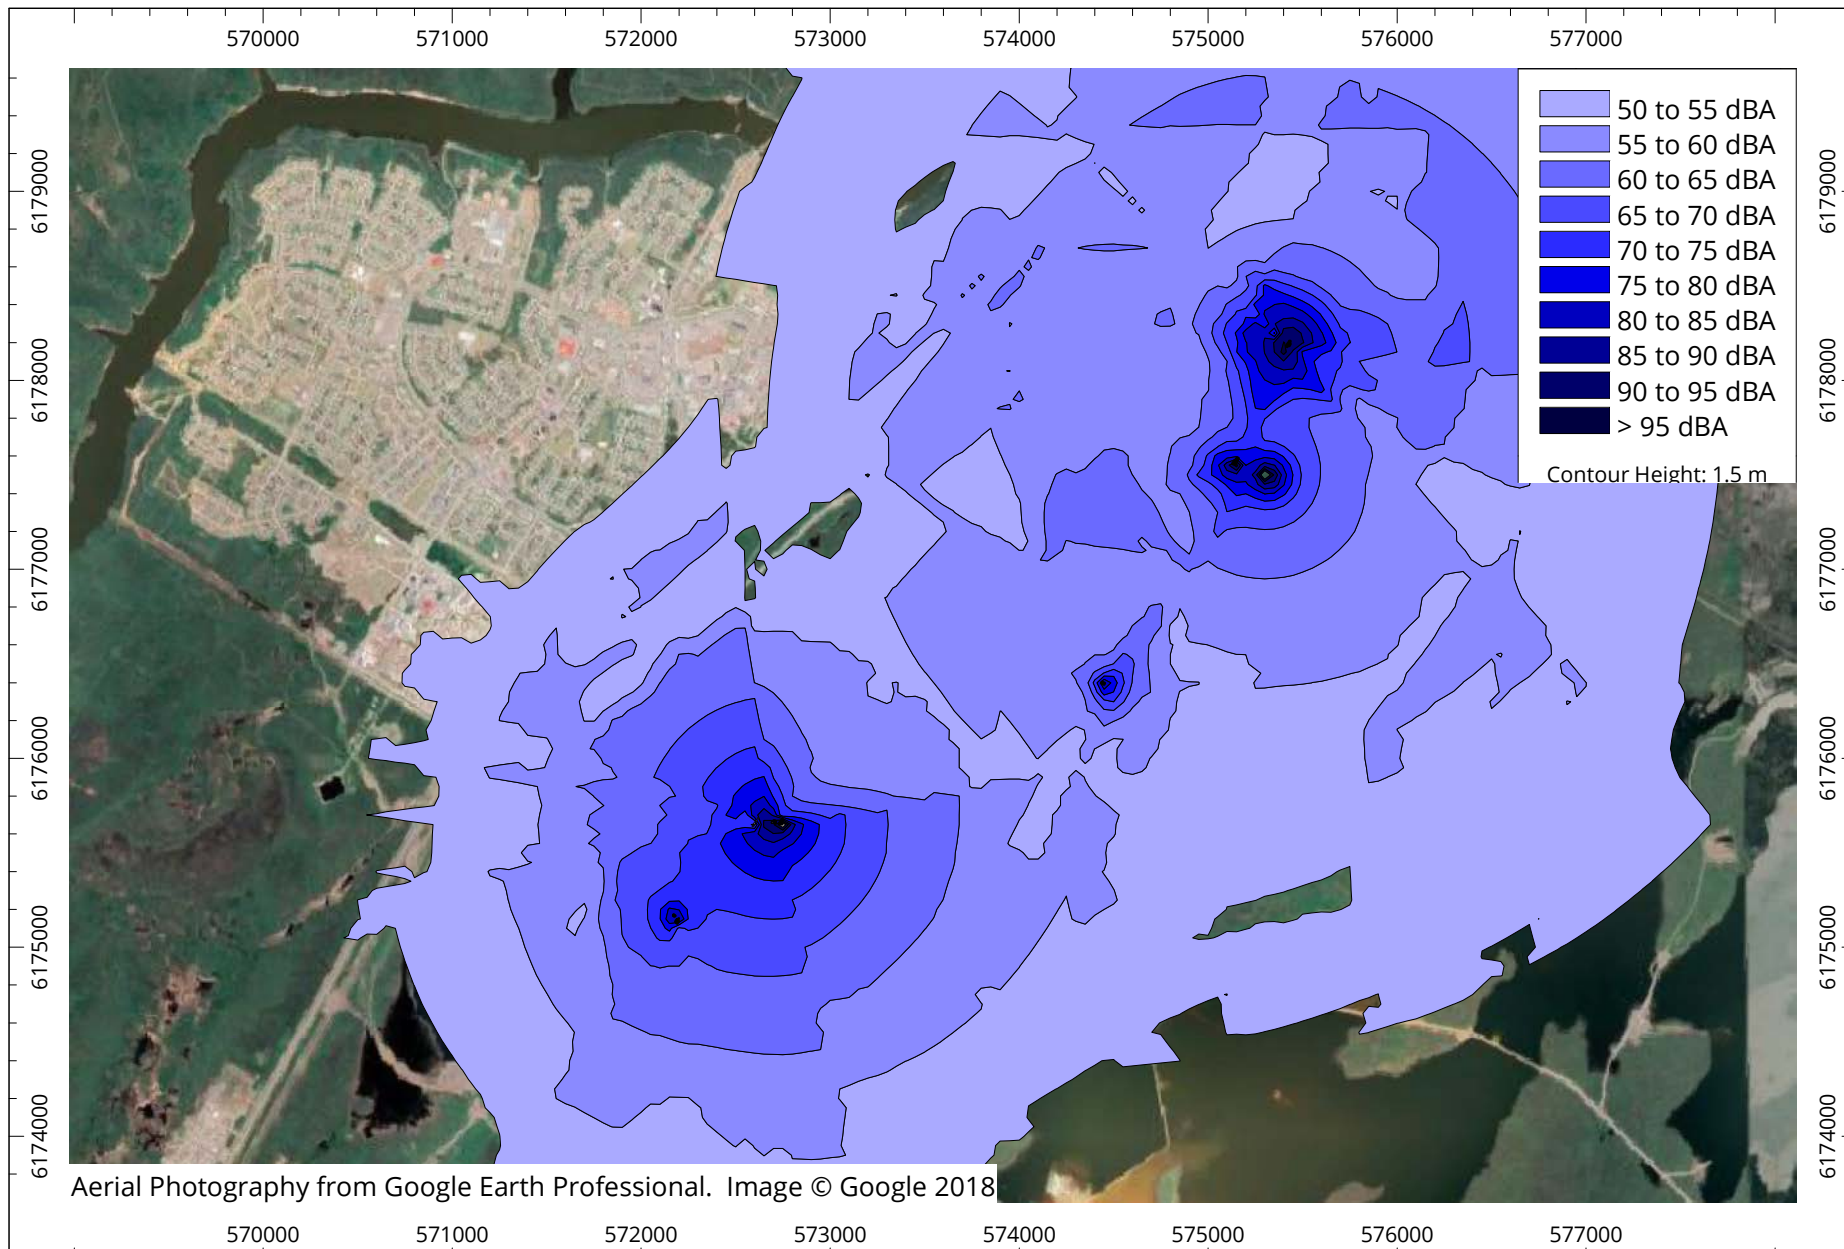 570000 571000 572000 573000 574000 575000 576000 577000
50 to 55 dBA
55 to 60 dBA
60 to 65 dBA
65 to 70 dBA
70 to 75 dBA
75 to 80 dBA
80 to 85 dBA
85 to 90 dBA
90 to 95 dBA
> 95 dBA
Contour Height: 1.5 m
6179000 6179000
6178000 6178000
6177000 6177000
6176000 6176000
6175000 6175000
6174000 6174000
Aerial Photography from Google Earth Professional. Image © Google 2018
570000 571000 572000 573000 574000 575000 576000 577000